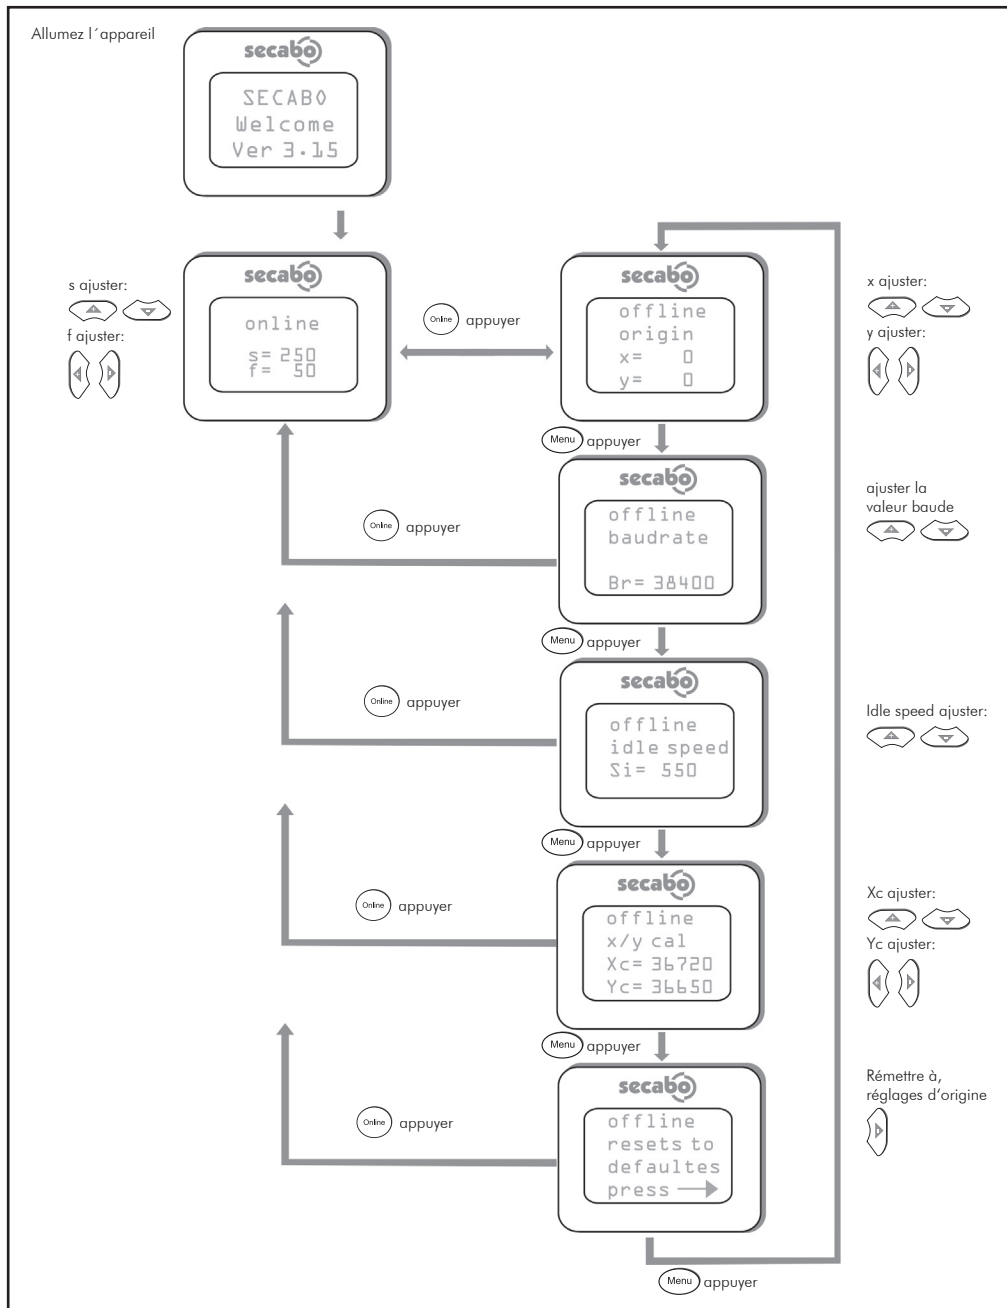 Allumez l´appareil
secabo
SECABO
Welcome
Ver 3.15
secabo
online
s= 250
f= 50
s ajuster:
f ajuster:
Online appuyer
secabo
offline
origin
x= 0
y= 0
x ajuster:
y ajuster:
Menu appuyer
secabo
offline
baudrate
Br= 38400
Online appuyer
ajuster la
valeur baude
Menu appuyer
secabo
offline
idle speed
Si= 550
Online appuyer
Idle speed ajuster:
Menu appuyer
secabo
offline
x/y cal
Xc= 36720
Yc= 36650
Online appuyer
Xc ajuster:
Yc ajuster:
Menu appuyer
secabo
offline
resets to
defaultes
press
Online appuyer
Rémettre à,
réglages d’origine
Menu appuyer